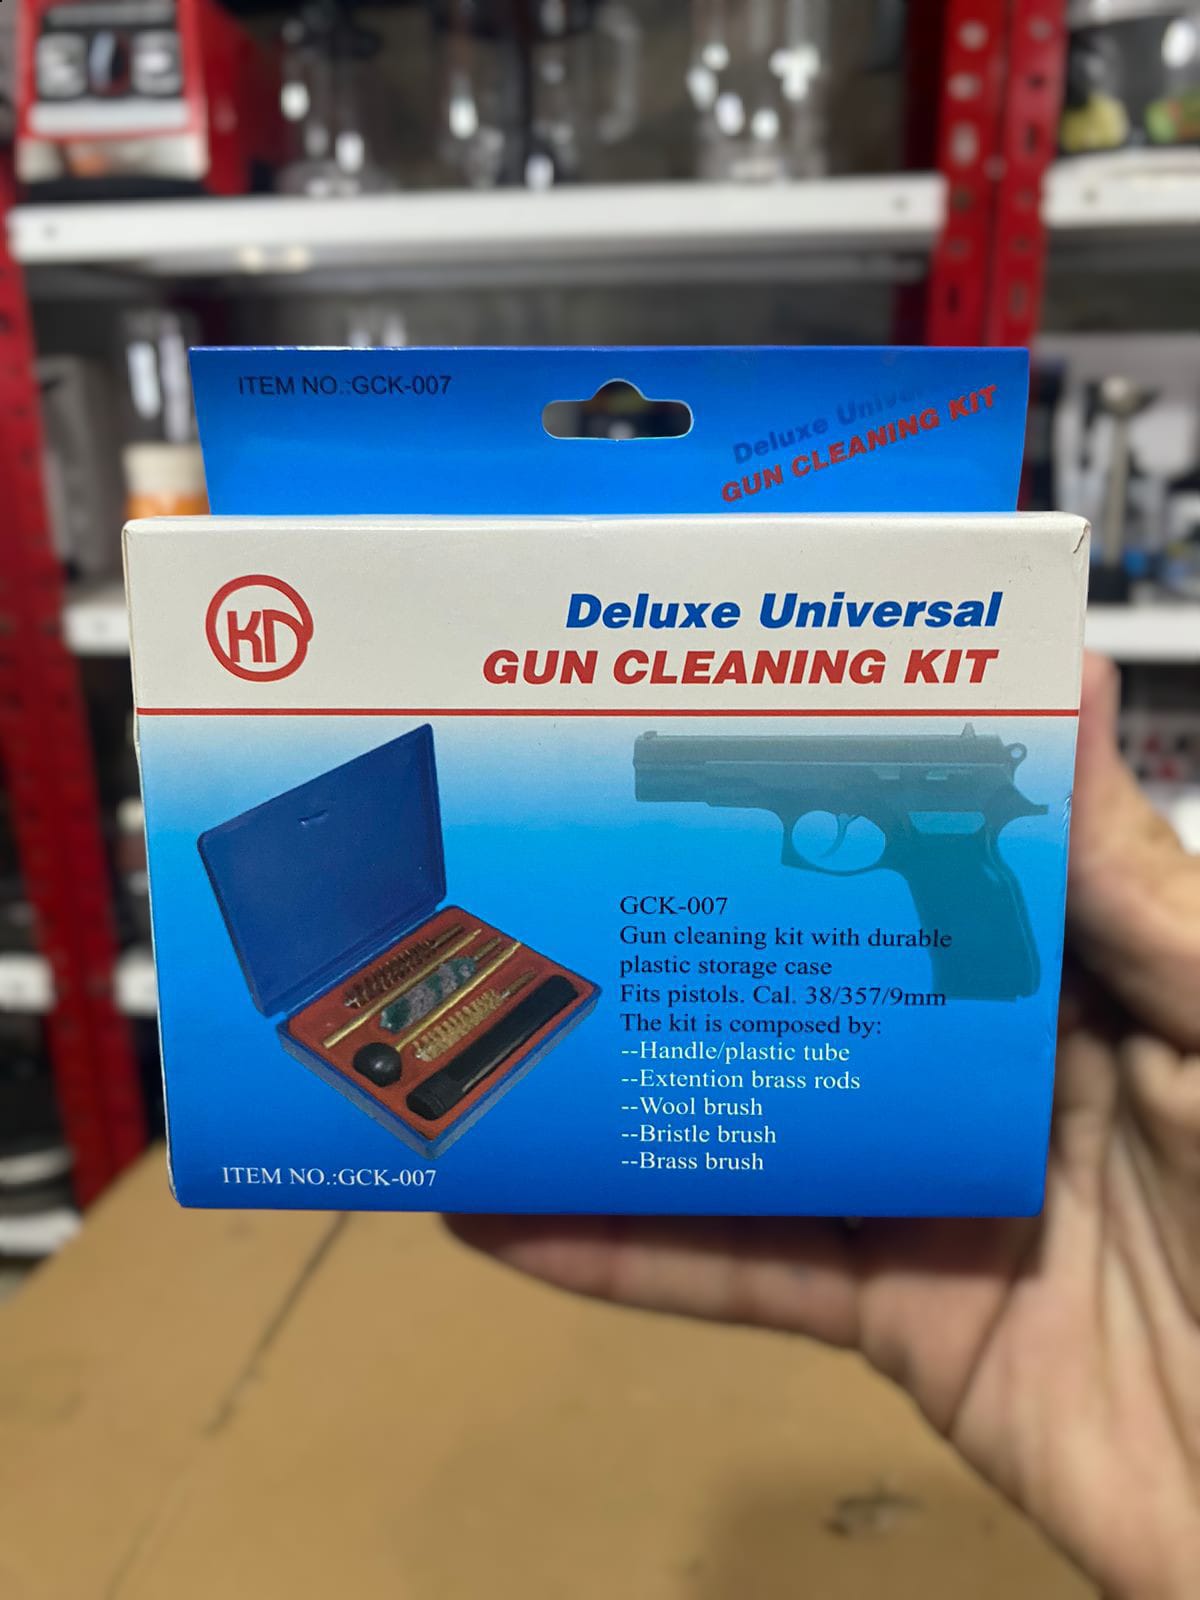 ITEM NO.:GCK-007
Deluxe
GUN CLEANING KIT
KD
Deluxe Universal
GUN CLEANING KIT
GCK-007
Gun cleaning kit with durable
plastic storage case
Fits pistols. Cal. 38/357/9mm
The kit is composed by:
--Handle/plastic tube
--Extention brass rods
--Wool brush
--Bristle brush
--Brass brush
ITEM NO.:GCK-007